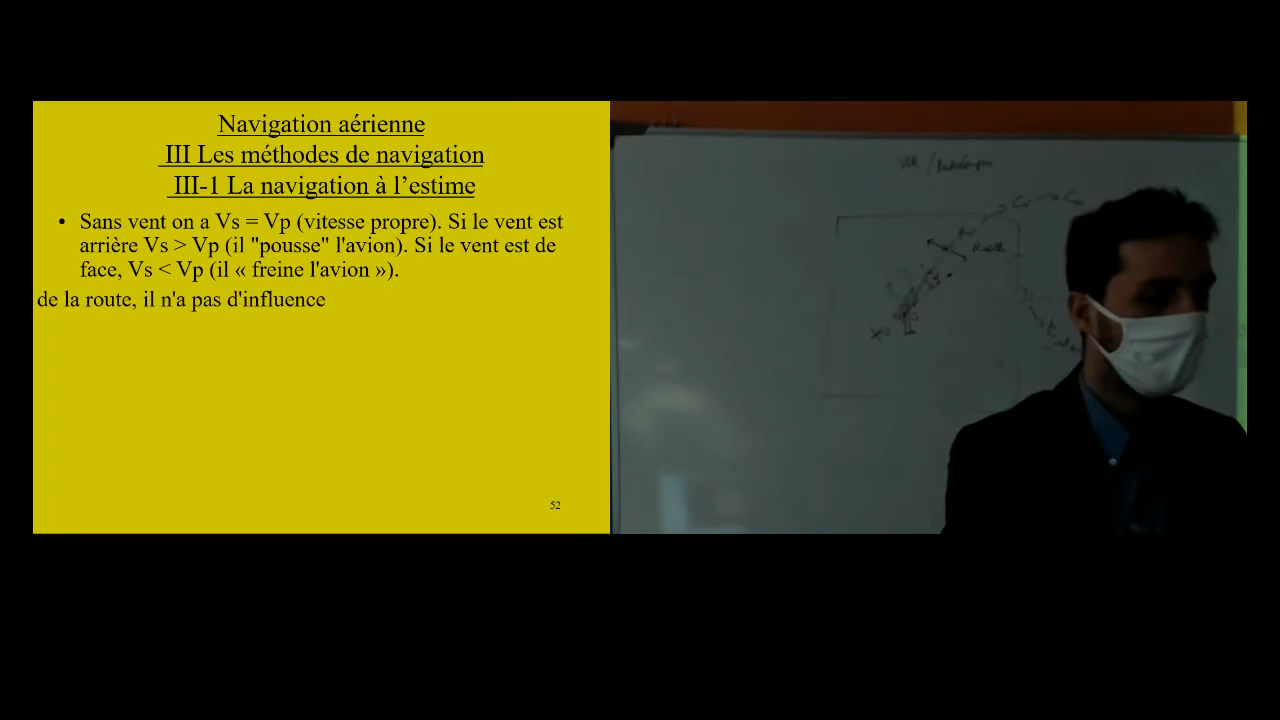 Navigation aérienne
III Les méthodes de navigation
III-1 La navigation à l’estime
• Sans vent on a Vs = Vp (vitesse propre). Si le vent est
arrière Vs > Vp (il "pousse" l'avion). Si le vent est de
face, Vs < Vp (il « freine l'avion »).
de la route, il n'a pas d'influence
52
VOR /